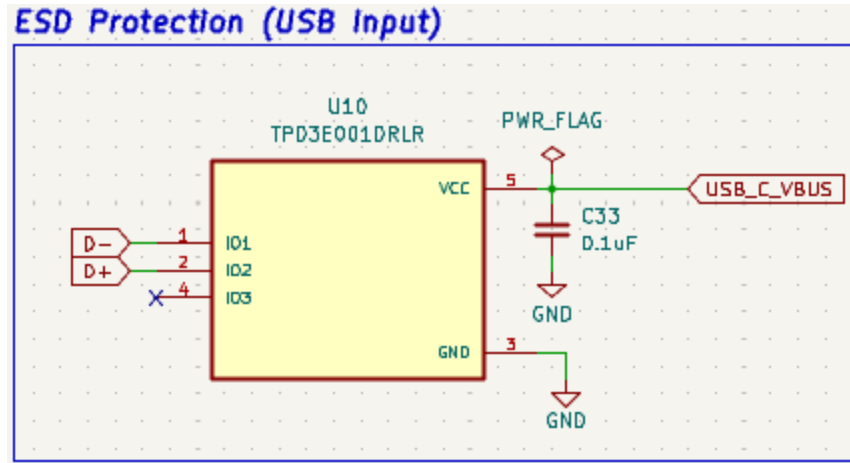 ESD Protection (USB Input)
U10
TPD3E001DRLR
PWR_FLAG
VCC
5
USB_C_VBUS
C33
0.1uF
D-
1
IO1
D+
2
IO2
4
IO3
GND
GND
3
GND